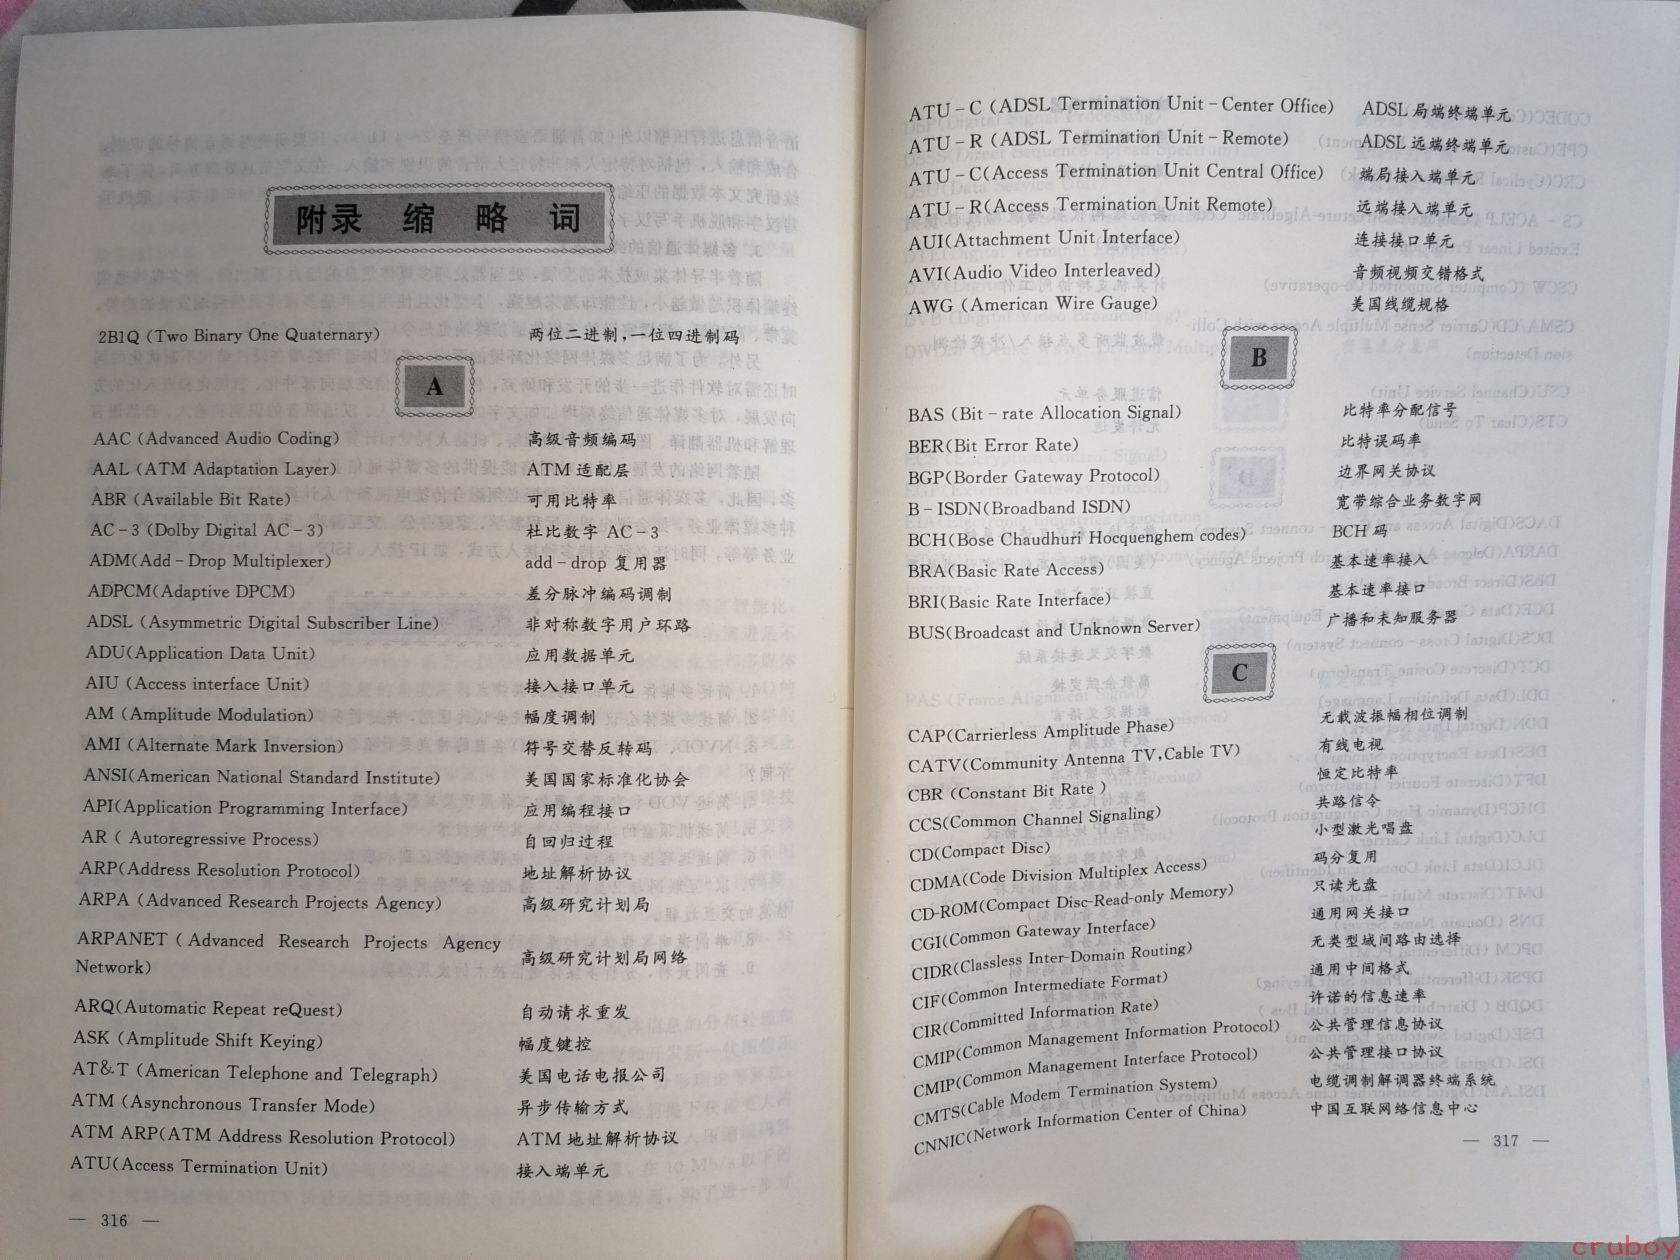 附录 缩略词
2B1Q (Two Binary One Quaternary) 两位二进制,一位四进制码
A
AAC (Advanced Audio Coding) 高级音频编码
AAL (ATM Adaptation Layer) ATM 适配层
ABR (Available Bit Rate) 可用比特率
AC-3 (Dolby Digital AC-3) 杜比数字 AC-3
ADM(Add-Drop Multiplexer) add-drop 复用器
ADPCM(Adaptive DPCM) 差分脉冲编码调制
ADSL (Asymmetric Digital Subscriber Line) 非对称数字用户环路
ADU(Application Data Unit) 应用数据单元
AIU (Access interface Unit) 接入接口单元
AM (Amplitude Modulation) 幅度调制
AMI (Alternate Mark Inversion) 符号交替反转码
ANSI(American National Standard Institute) 美国国家标准化协会
API(Application Programming Interface) 应用编程接口
AR ( Autoregressive Process) 自回归过程
ARP(Address Resolution Protocol) 地址解析协议
ARPA (Advanced Research Projects Agency) 高级研究计划局
ARPANET ( Advanced Research Projects Agency
Network) 高级研究计划局网络
ARQ(Automatic Repeat reQuest) 自动请求重发
ASK (Amplitude Shift Keying) 幅度键控
AT&T (American Telephone and Telegraph) 美国电话电报公司
ATM (Asynchronous Transfer Mode) 异步传输方式
ATM ARP(ATM Address Resolution Protocol) ATM 地址解析协议
ATU(Access Termination Unit) 接入端单元
— 316 —
ATU-C (ADSL Termination Unit-Center Office) ADSL 局端终端单元
ATU-R (ADSL Termination Unit-Remote) ADSL 远端终端单元
ATU-C(Access Termination Unit Central Office) 端局接入端单元
ATU-R(Access Termination Unit Remote) 远端接入端单元
AUI(Attachment Unit Interface) 连接接口单元
AVI(Audio Video Interleaved) 音频视频交错格式
AWG (American Wire Gauge) 美国线缆规格
B
BAS (Bit-rate Allocation Signal) 比特率分配信号
BER(Bit Error Rate) 比特误码率
BGP(Border Gateway Protocol) 边界网关协议
B-ISDN(Broadband ISDN) 宽带综合业务数字网
BCH(Bose Chaudhuri Hocquenghem codes) BCH 码
BRA(Basic Rate Access) 基本速率接入
BRI(Basic Rate Interface) 基本速率接口
BUS(Broadcast and Unknown Server) 广播和未知服务器
C
CAP(Carrierless Amplitude Phase) 无载波振幅相位调制
CATV(Community Antenna TV,Cable TV) 有线电视
CBR (Constant Bit Rate ) 恒定比特率
CCS(Common Channel Signaling) 共路信令
CD(Compact Disc) 小型激光唱盘
CDMA(Code Division Multiplex Access) 码分复用
CD-ROM(Compact Disc-Read-only Memory) 只读光盘
CGI(Common Gateway Interface) 通用网关接口
CIDR(Classless Inter-Domain Routing) 无类型域间路由选择
CIF(Common Intermediate Format) 通用中间格式
CIR(Committed Information Rate) 许诺的信息速率
CMIP(Common Management Information Protocol) 公共管理信息协议
CMIP(Common Management Interface Protocol) 公共管理接口协议
CMTS(Cable Modem Termination System) 电缆调制解调器终端系统
CNNIC(Network Information Center of China) 中国互联网络信息中心
— 317 —
cruboy